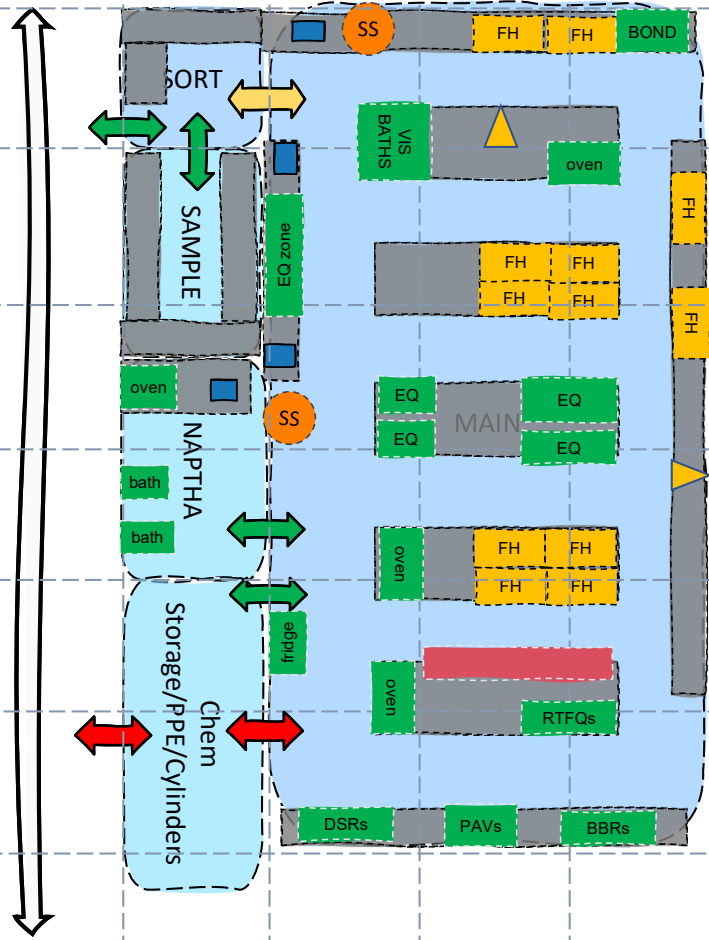 SS
FH
FH
BOND
SORT
VIS
BATHS
oven
SAMPLE
EQ zone
FH
FH
FH
FH
FH
FH
oven
SS
EQ
EQ
MAIN
EQ
EQ
NAPTHA
bath
bath
oven
FH
FH
FH
FH
fridge
Chem
Storage/PPE/Cylinders
oven
RTFQs
DSRs
PAVs
BBRs